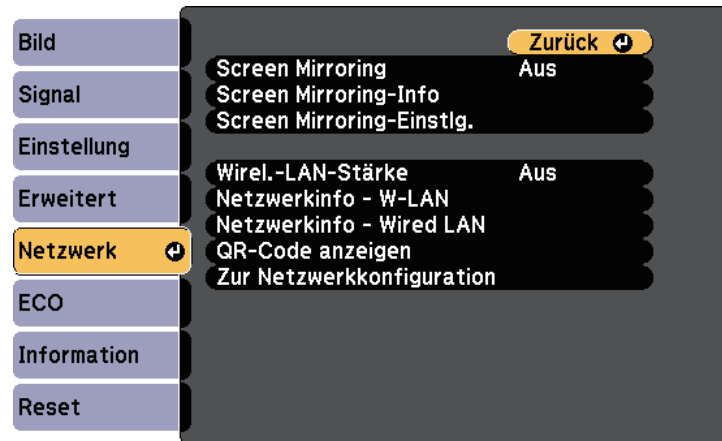 Bild
Signal
Einstellung
Erweitert
Netzwerk
ECO
Information
Reset
Zurück
Screen Mirroring Aus
Screen Mirroring-Info
Screen Mirroring-Einstlg.
Wirel.-LAN-Stärke Aus
Netzwerkinfo - W-LAN
Netzwerkinfo - Wired LAN
QR-Code anzeigen
Zur Netzwerkkonfiguration